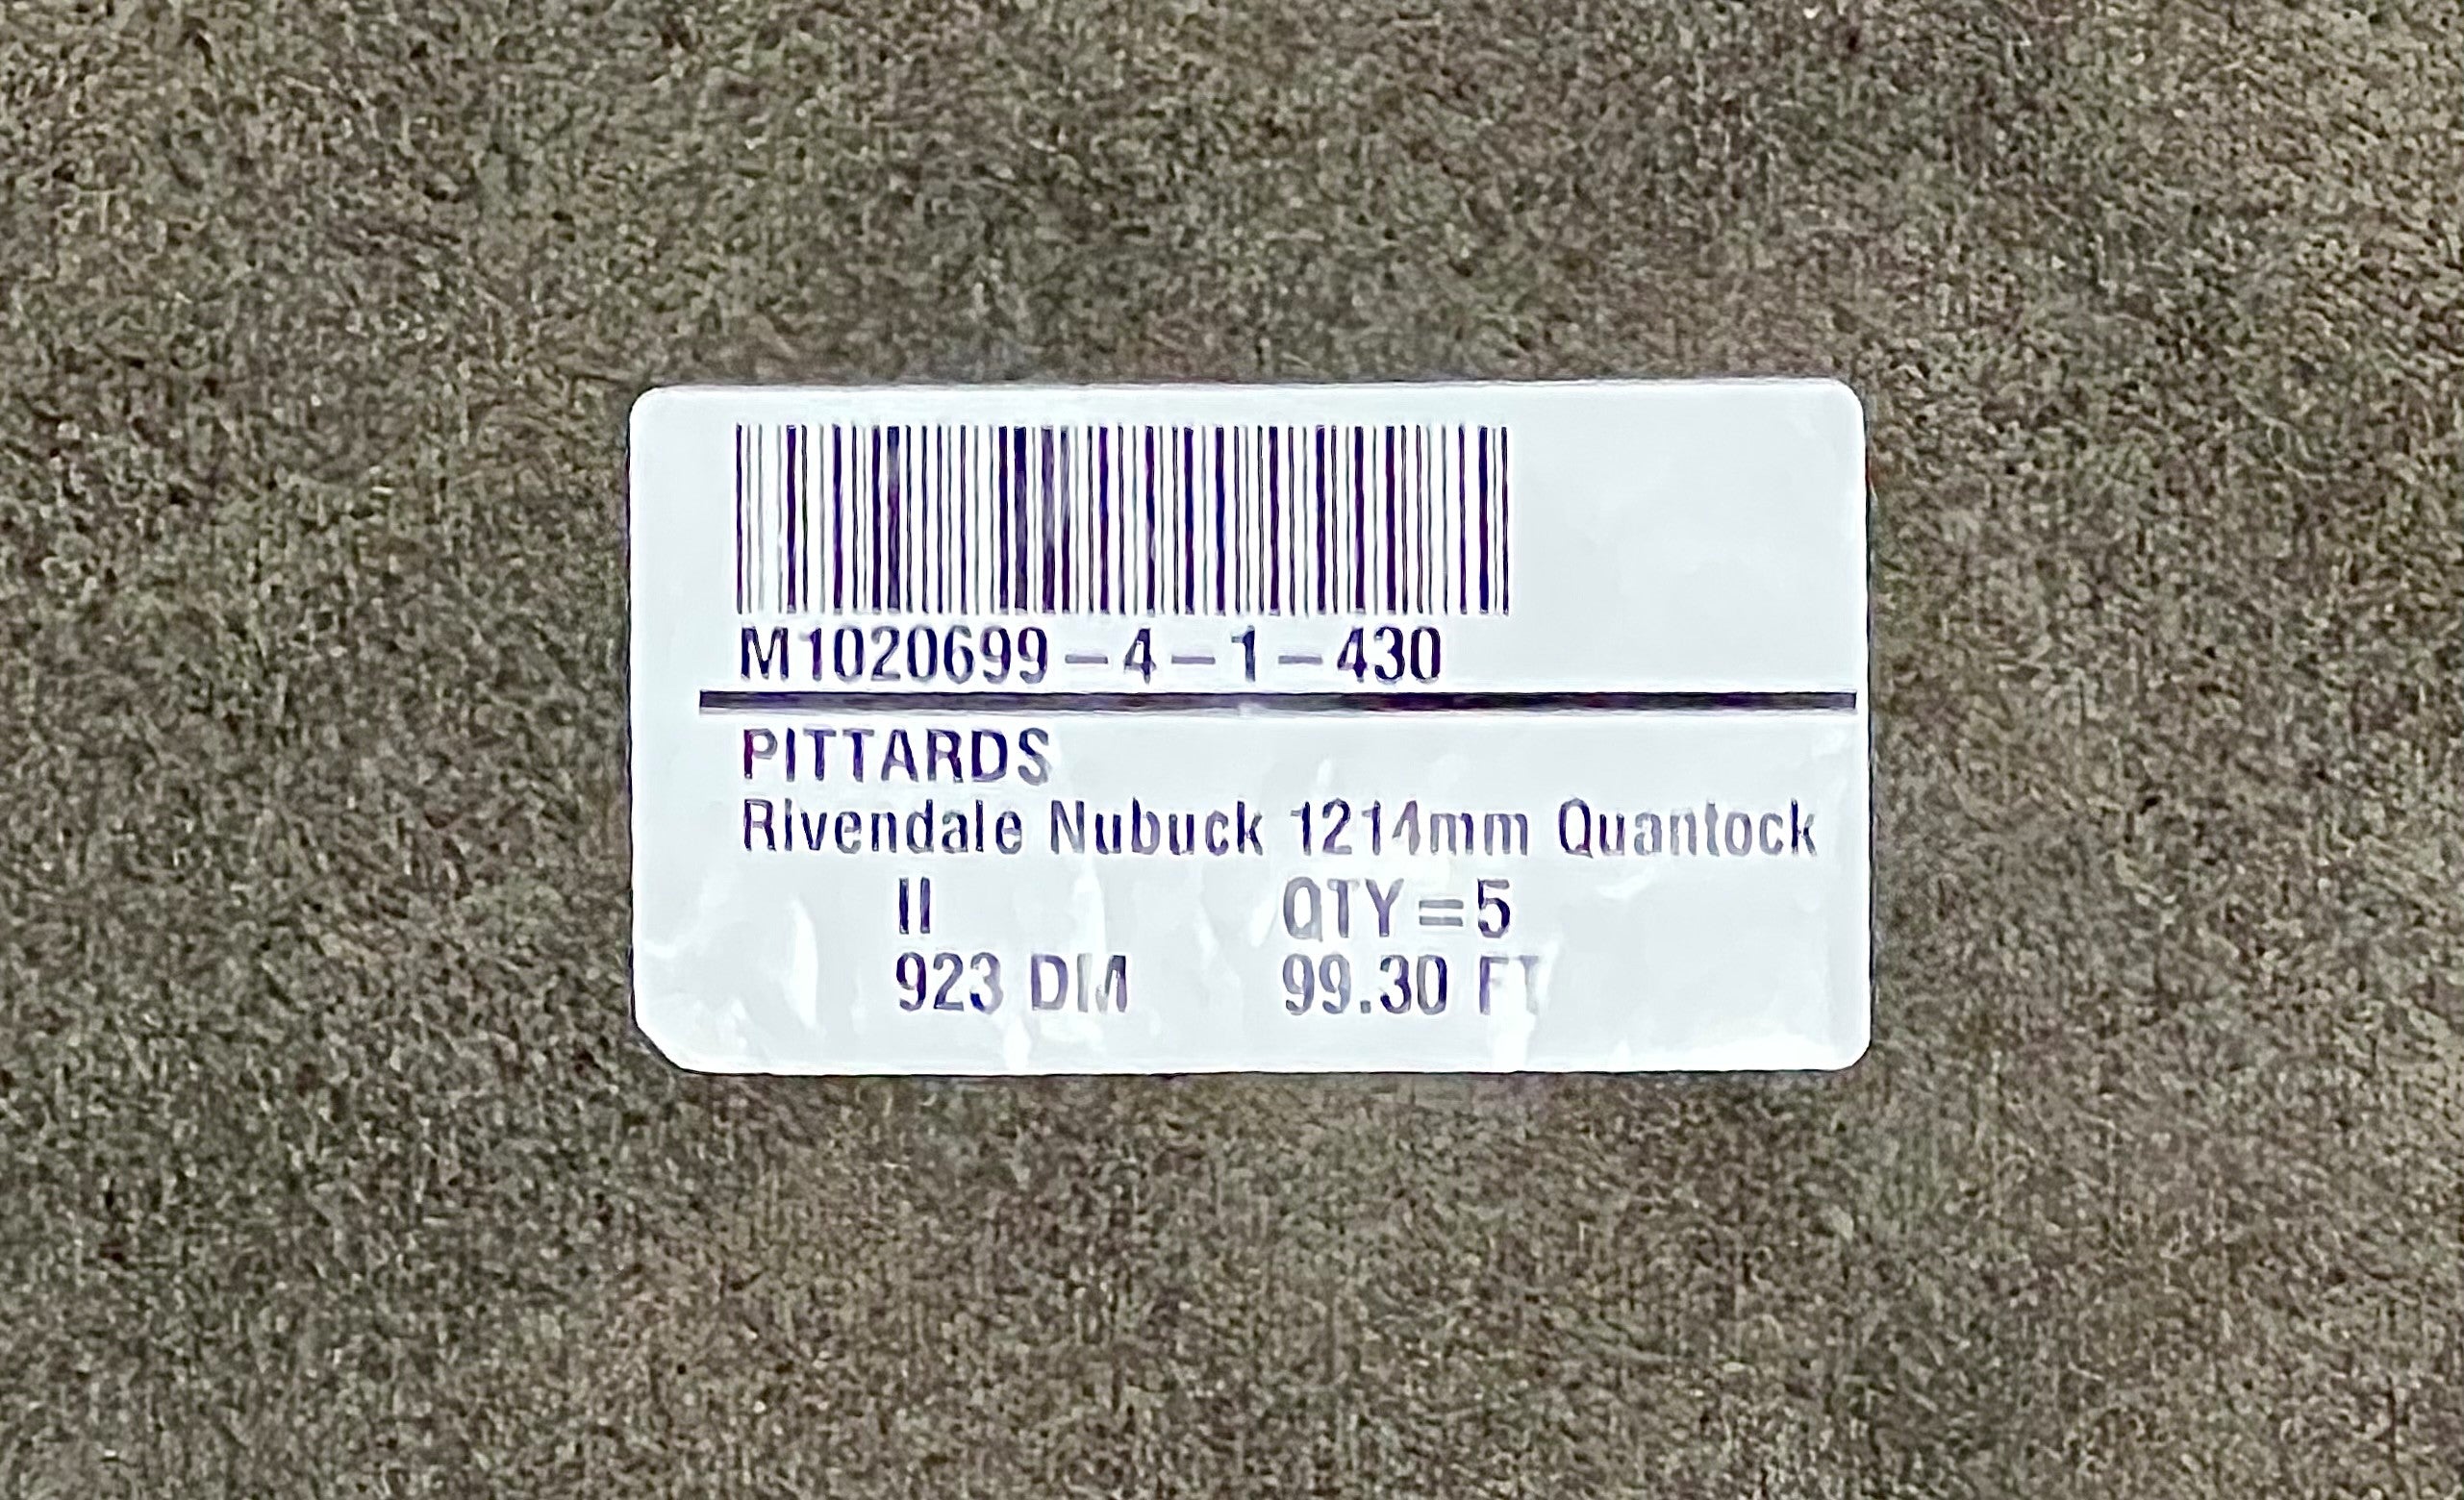 M1020699-4-1-430
PITTARDS
Rivendale Nubuck 1214mm Quantock
II QTY=5
923 DM 99.30 FT